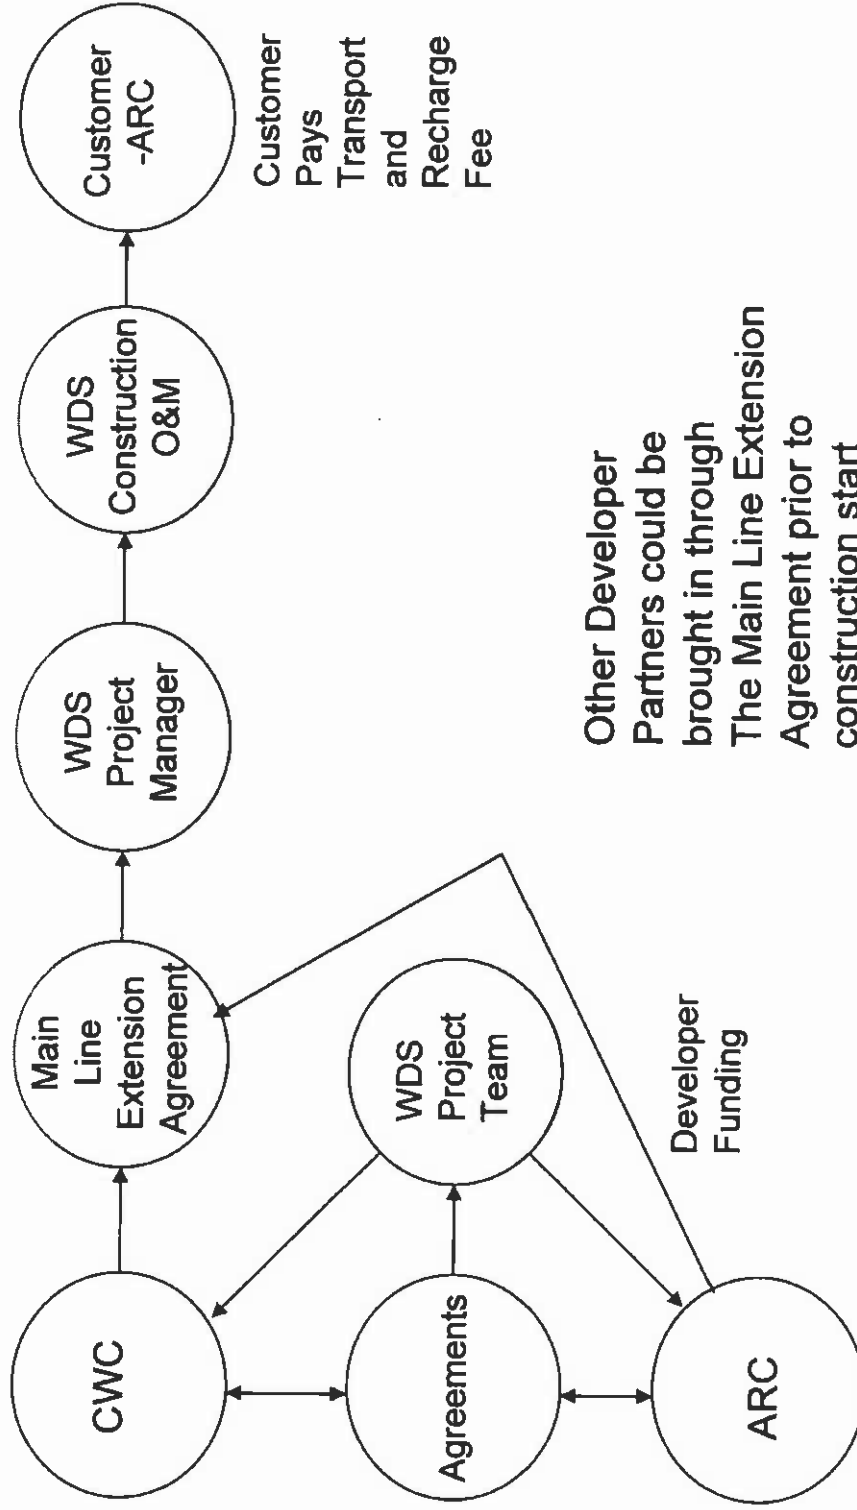 CWC
Main
Line
Extension
Agreement
WDS
Project
Manager
WDS
Construction
O&M
Customer
-ARC
Customer
Pays
Transport
and
Recharge
Fee
Agreements
WDS
Project
Team
ARC
Developer
Funding
Other Developer
Partners could be
brought in through
The Main Line Extension
Agreement prior to
construction start